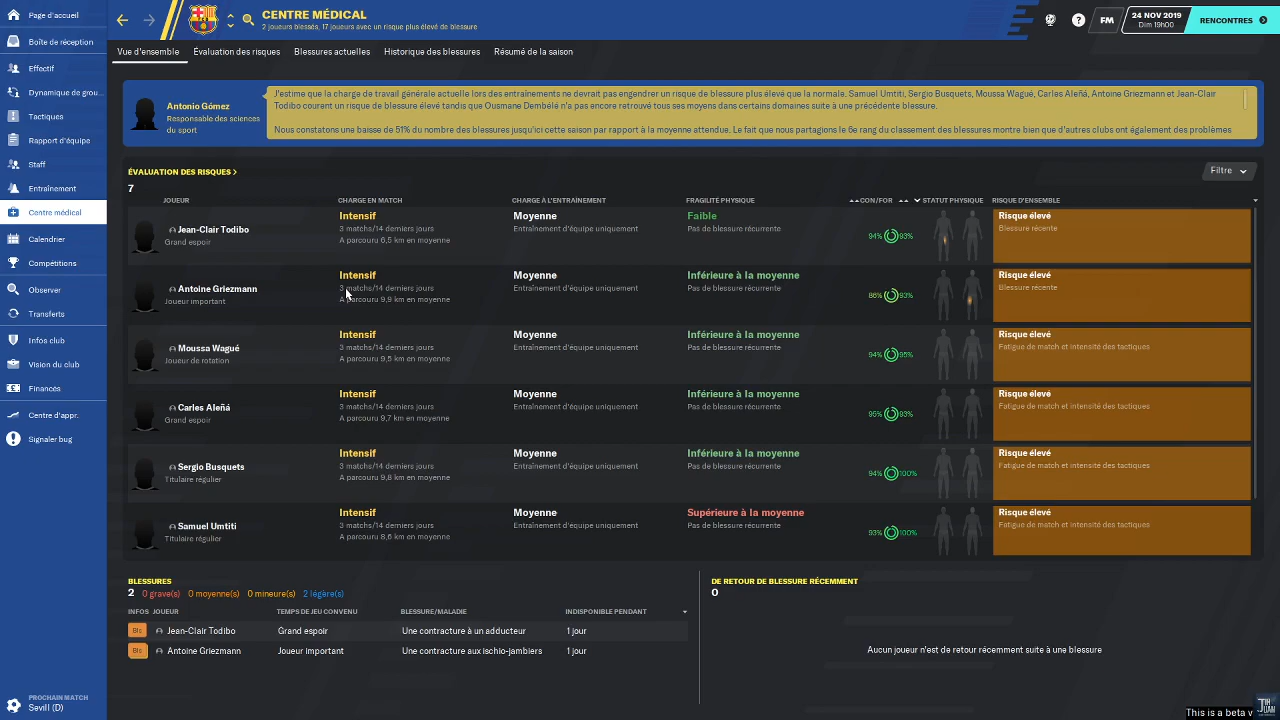 CENTRE MÉDICAL
2 joueurs blessés, 17 joueurs avec un risque plus élevé de blessure
FM
24 NOV 2019
Dim 19h00
RENCONTRES
Page d'accueil
Boîte de réception
Effectif
Dynamique de grou...
Tactiques
Rapport d'équipe
Staff
Entraînement
Centre médical
Calendrier
Compétitions
Observer
Transferts
Infos club
Vision du club
Finances
Centre d'appr.
Signaler bug
PROCHAIN MATCH
Sevill (D)
Vue d'ensemble
Évaluation des risques
Blessures actuelles
Historique des blessures
Résumé de la saison
Antonio Gómez
Responsable des sciences
du sport
J'estime que la charge de travail générale actuelle lors des entraînements ne devrait pas engendrer un risque de blessure plus élevé que la normale. Samuel Umtiti, Sergio Busquets, Moussa Wagué, Carles Aleñá, Antoine Griezmann et Jean-Clair
Todibo courent un risque de blessure élevé tandis que Ousmane Dembélé n'a pas encore retrouvé tous ses moyens dans certains domaines suite à une précédente blessure.
Nous constatons une baisse de 51% du nombre des blessures jusqu'ici cette saison par rapport à la moyenne attendue. Le fait que nous partagions le 6e rang du classement des blessures montre bien que d'autres clubs ont également des problèmes
ÉVALUATION DES RISQUES >
7
Filtre
JOUEUR CHARGE EN MATCH CHARGE À L'ENTRAÎNEMENT FRAGILITÉ PHYSIQUE CON/FOR STATUT PHYSIQUE RISQUE D'ENSEMBLE
Jean-Clair Todibo
Grand espoir
Intensif
3 matchs/14 derniers jours
A parcouru 6,5 km en moyenne
Moyenne
Entraînement d'équipe uniquement
Faible
Pas de blessure récurrente
94% 93%
Risque élevé
Blessure récente
Antoine Griezmann
Joueur important
Intensif
3 matchs/14 derniers jours
A parcouru 9,9 km en moyenne
Moyenne
Entraînement d'équipe uniquement
Inférieure à la moyenne
Pas de blessure récurrente
86% 93%
Risque élevé
Blessure récente
Moussa Wagué
Joueur de rotation
Intensif
3 matchs/14 derniers jours
A parcouru 9,5 km en moyenne
Moyenne
Entraînement d'équipe uniquement
Inférieure à la moyenne
Pas de blessure récurrente
94% 95%
Risque élevé
Fatigue de match et intensité des tactiques
Carles Aleñá
Grand espoir
Intensif
3 matchs/14 derniers jours
A parcouru 9,7 km en moyenne
Moyenne
Entraînement d'équipe uniquement
Inférieure à la moyenne
Pas de blessure récurrente
95% 93%
Risque élevé
Fatigue de match et intensité des tactiques
Sergio Busquets
Titulaire régulier
Intensif
3 matchs/14 derniers jours
A parcouru 9,8 km en moyenne
Moyenne
Entraînement d'équipe uniquement
Inférieure à la moyenne
Pas de blessure récurrente
94% 100%
Risque élevé
Fatigue de match et intensité des tactiques
Samuel Umtiti
Titulaire régulier
Intensif
3 matchs/14 derniers jours
A parcouru 8,6 km en moyenne
Moyenne
Entraînement d'équipe uniquement
Supérieure à la moyenne
Pas de blessure récurrente
93% 100%
Risque élevé
Fatigue de match et intensité des tactiques
BLESSURES
2 0 grave(s) 0 moyenne(s) 0 mineure(s) 2 légère(s)
INFOS JOUEUR TEMPS DE JEU CONVENU BLESSURE/MALADIE INDISPONIBLE PENDANT
Bls Jean-Clair Todibo Grand espoir Une contracture à un adducteur 1 jour
Bls Antoine Griezmann Joueur important Une contracture aux ischio-jambiers 1 jour
DE RETOUR DE BLESSURE RÉCEMMENT
0
Aucun joueur n'est de retour récemment suite à une blessure
This is a beta v